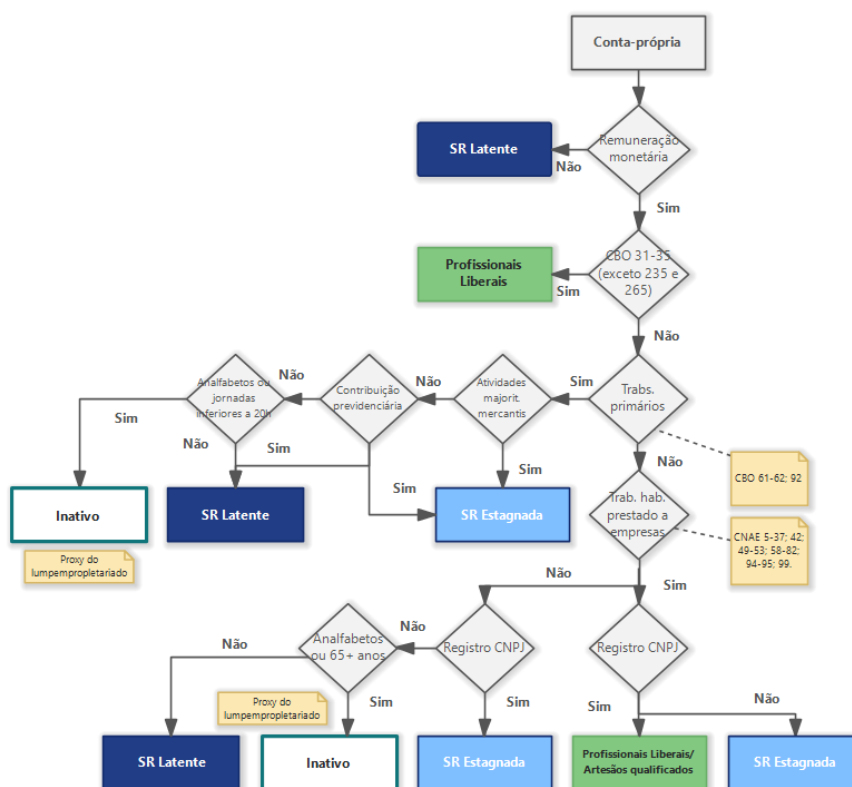 Conta-própria
Remuneração
monetária
SR Latente
Não
Sim
CBO 31-35
(exceto 235 e
265)
Profissionais
Liberais
Sim
Não
Trabs.
primários
Sim
Atividades
majorit.
mercantis
Não
Contribuição
previdenciária
Não
Analfabetos ou
jornadas
inferiores a 20h
Sim
Não
Sim
Sim
Sim
Não
CBO 61-62; 92
Inativo
SR Latente
SR Estagnada
Trab. hab.
prestado a
empresas
CNAE 5-37; 42;
49-53; 58-82;
94-95; 99.
Proxy do
lumpempropletariado
Não
Sim
Analfabetos
ou 65+ anos
Não
Registro CNPJ
Registro CNPJ
Não
Proxy do
lumpempropletariado
Sim
Sim
Sim
Não
SR Latente
Inativo
SR Estagnada
Profissionais Liberais/
Artesãos qualificados
SR Estagnada